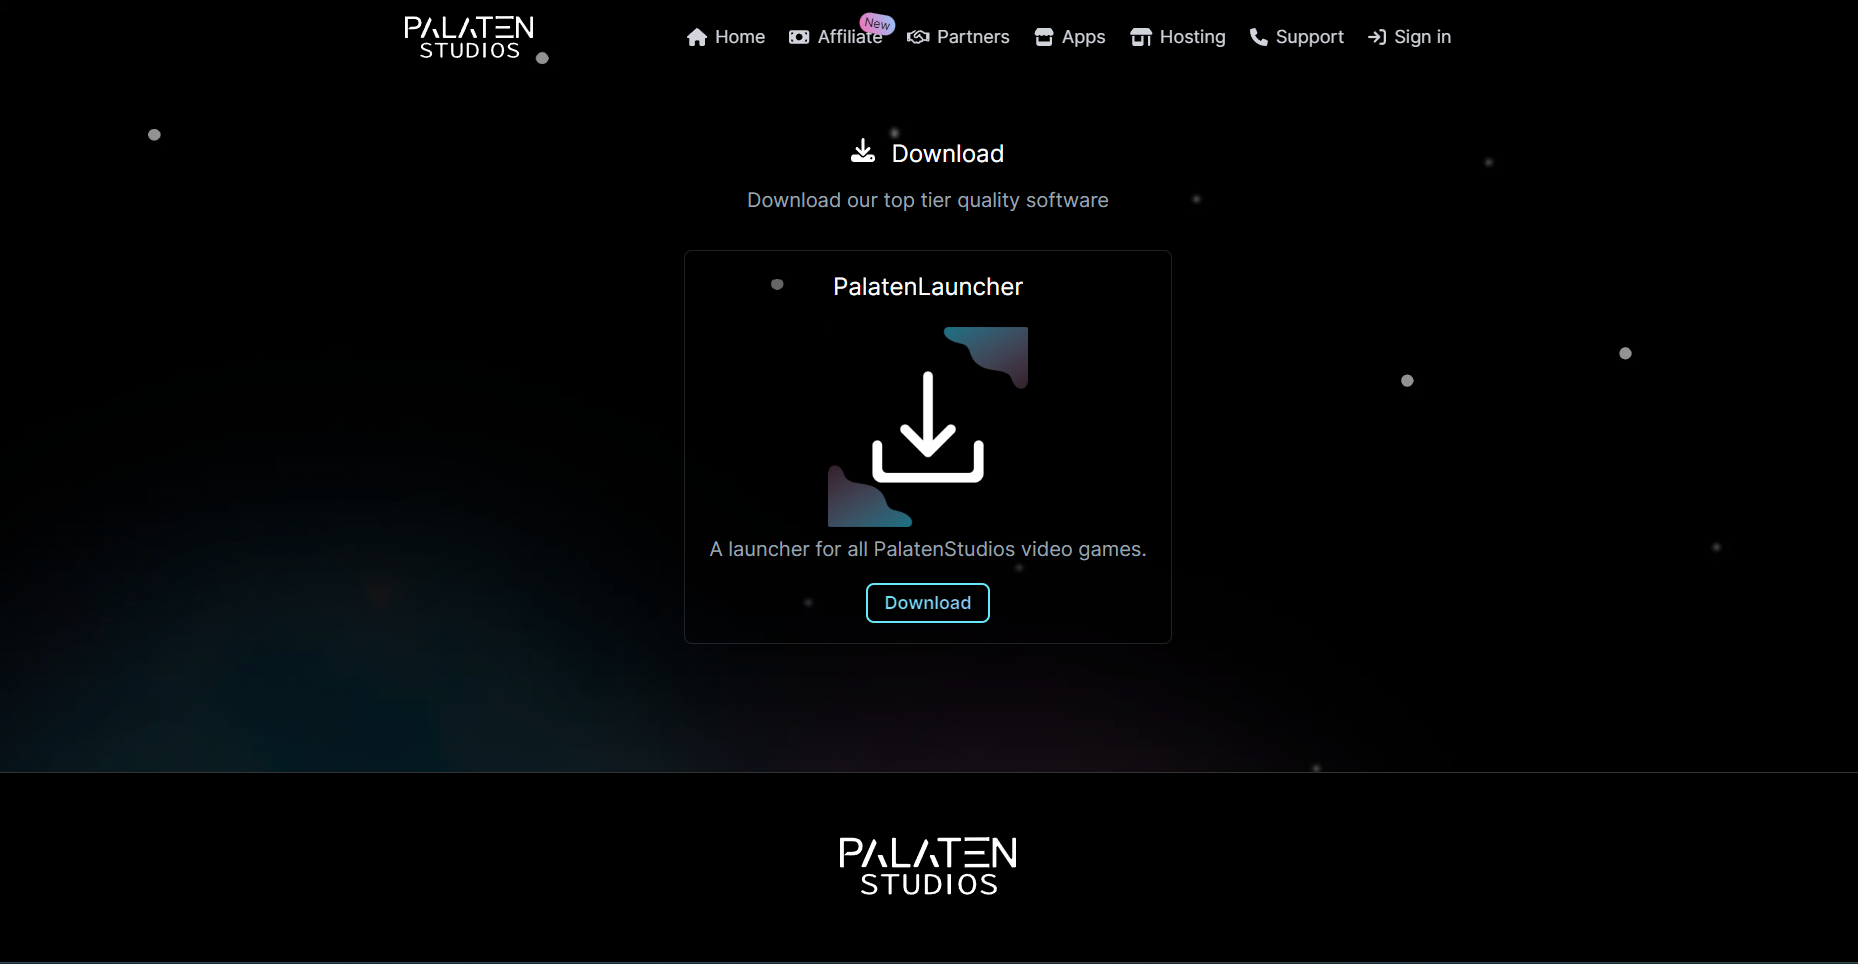 PALATEN
STUDIOS
Home
Affiliate
New
Partners
Apps
Hosting
Support
Sign in
Download
Download our top tier quality software
PalatenLauncher
A launcher for all PalatenStudios video games.
Download
PALATEN
STUDIOS